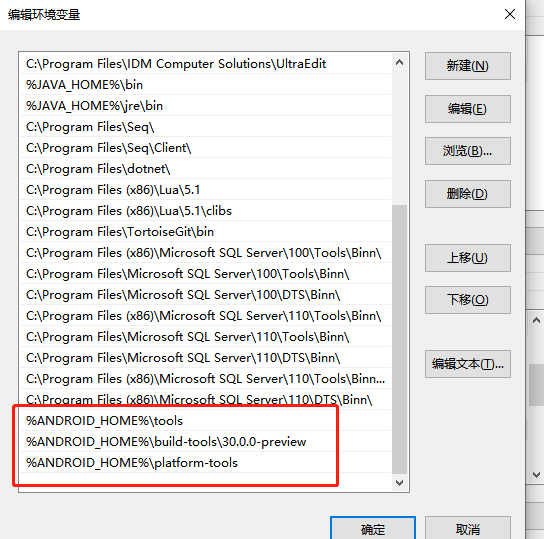 编辑环境变量
C:\Program Files\IDM Computer Solutions\UltraEdit
%JAVA_HOME%\bin
%JAVA_HOME%\jre\bin
C:\Program Files\Seq\
C:\Program Files\Seq\Client\
C:\Program Files\dotnet\
C:\Program Files (x86)\Lua\5.1
C:\Program Files (x86)\Lua\5.1\clibs
C:\Program Files\TortoiseGit\bin
C:\Program Files (x86)\Microsoft SQL Server\100\Tools\Binn\
C:\Program Files\Microsoft SQL Server\100\Tools\Binn\
C:\Program Files\Microsoft SQL Server\100\DTS\Binn\
C:\Program Files (x86)\Microsoft SQL Server\110\Tools\Binn\
C:\Program Files\Microsoft SQL Server\110\Tools\Binn\
C:\Program Files\Microsoft SQL Server\110\DTS\Binn\
C:\Program Files (x86)\Microsoft SQL Server\110\Tools\Binn...
C:\Program Files (x86)\Microsoft SQL Server\110\DTS\Binn\
%ANDROID_HOME%\tools
%ANDROID_HOME%\build-tools\30.0.0-preview
%ANDROID_HOME%\platform-tools
新建(N)
编辑(E)
浏览(B)...
删除(D)
上移(U)
下移(O)
编辑文本(T)...
确定
取消